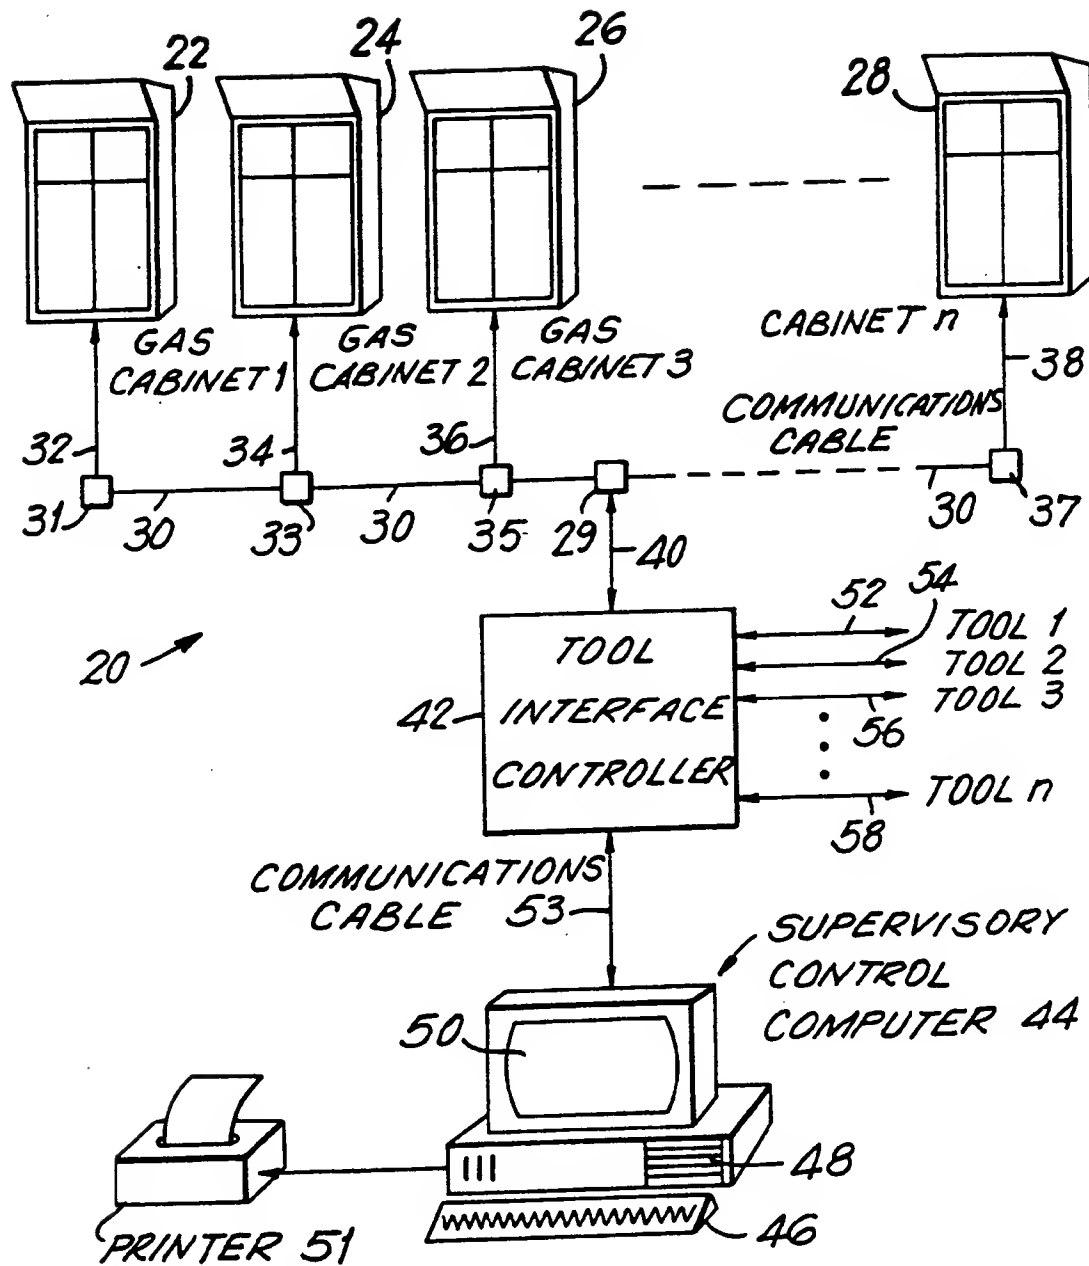 22
24
26
28
GAS
CABINET 1
GAS
CABINET 2
GAS
CABINET 3
CABINET n
32
34
36
COMMUNICATIONS
CABLE
38
31
30
33
30
35
29
40
30
37
20
42
TOOL
INTERFACE
CONTROLLER
52
54
TOOL 1
TOOL 2
TOOL 3
56
TOOL n
58
COMMUNICATIONS
CABLE
53
SUPERVISORY
CONTROL
COMPUTER 44
50
48
46
PRINTER 51